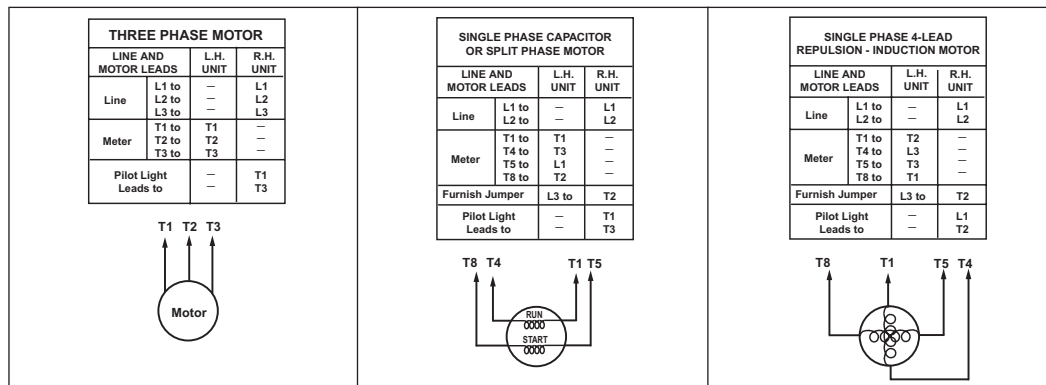 THREE PHASE MOTOR
LINE AND MOTOR LEADS L.H. UNIT R.H. UNIT
Line L1 to – L1
L2 to – L2
L3 to – L3
Meter T1 to T1 –
T2 to T2 –
T3 to T3 –
Pilot Light Leads to – T1
– T3
T1 T2 T3
Motor
SINGLE PHASE CAPACITOR
OR SPLIT PHASE MOTOR
LINE AND MOTOR LEADS L.H. UNIT R.H. UNIT
Line L1 to – L1
L2 to – L2
Meter T1 to T1 –
T4 to T3 –
T5 to L1 –
T8 to T2 –
Furnish Jumper L3 to T2
Pilot Light Leads to – T1
– T3
T8 T4 T1 T5
RUN
START
SINGLE PHASE 4-LEAD
REPULSION - INDUCTION MOTOR
LINE AND MOTOR LEADS L.H. UNIT R.H. UNIT
Line L1 to – L1
L2 to – L2
Meter T1 to T2 –
T4 to L3 –
T5 to T3 –
T8 to T1 –
Furnish Jumper L3 to T2
Pilot Light Leads to – L1
– T2
T8 T1 T5 T4